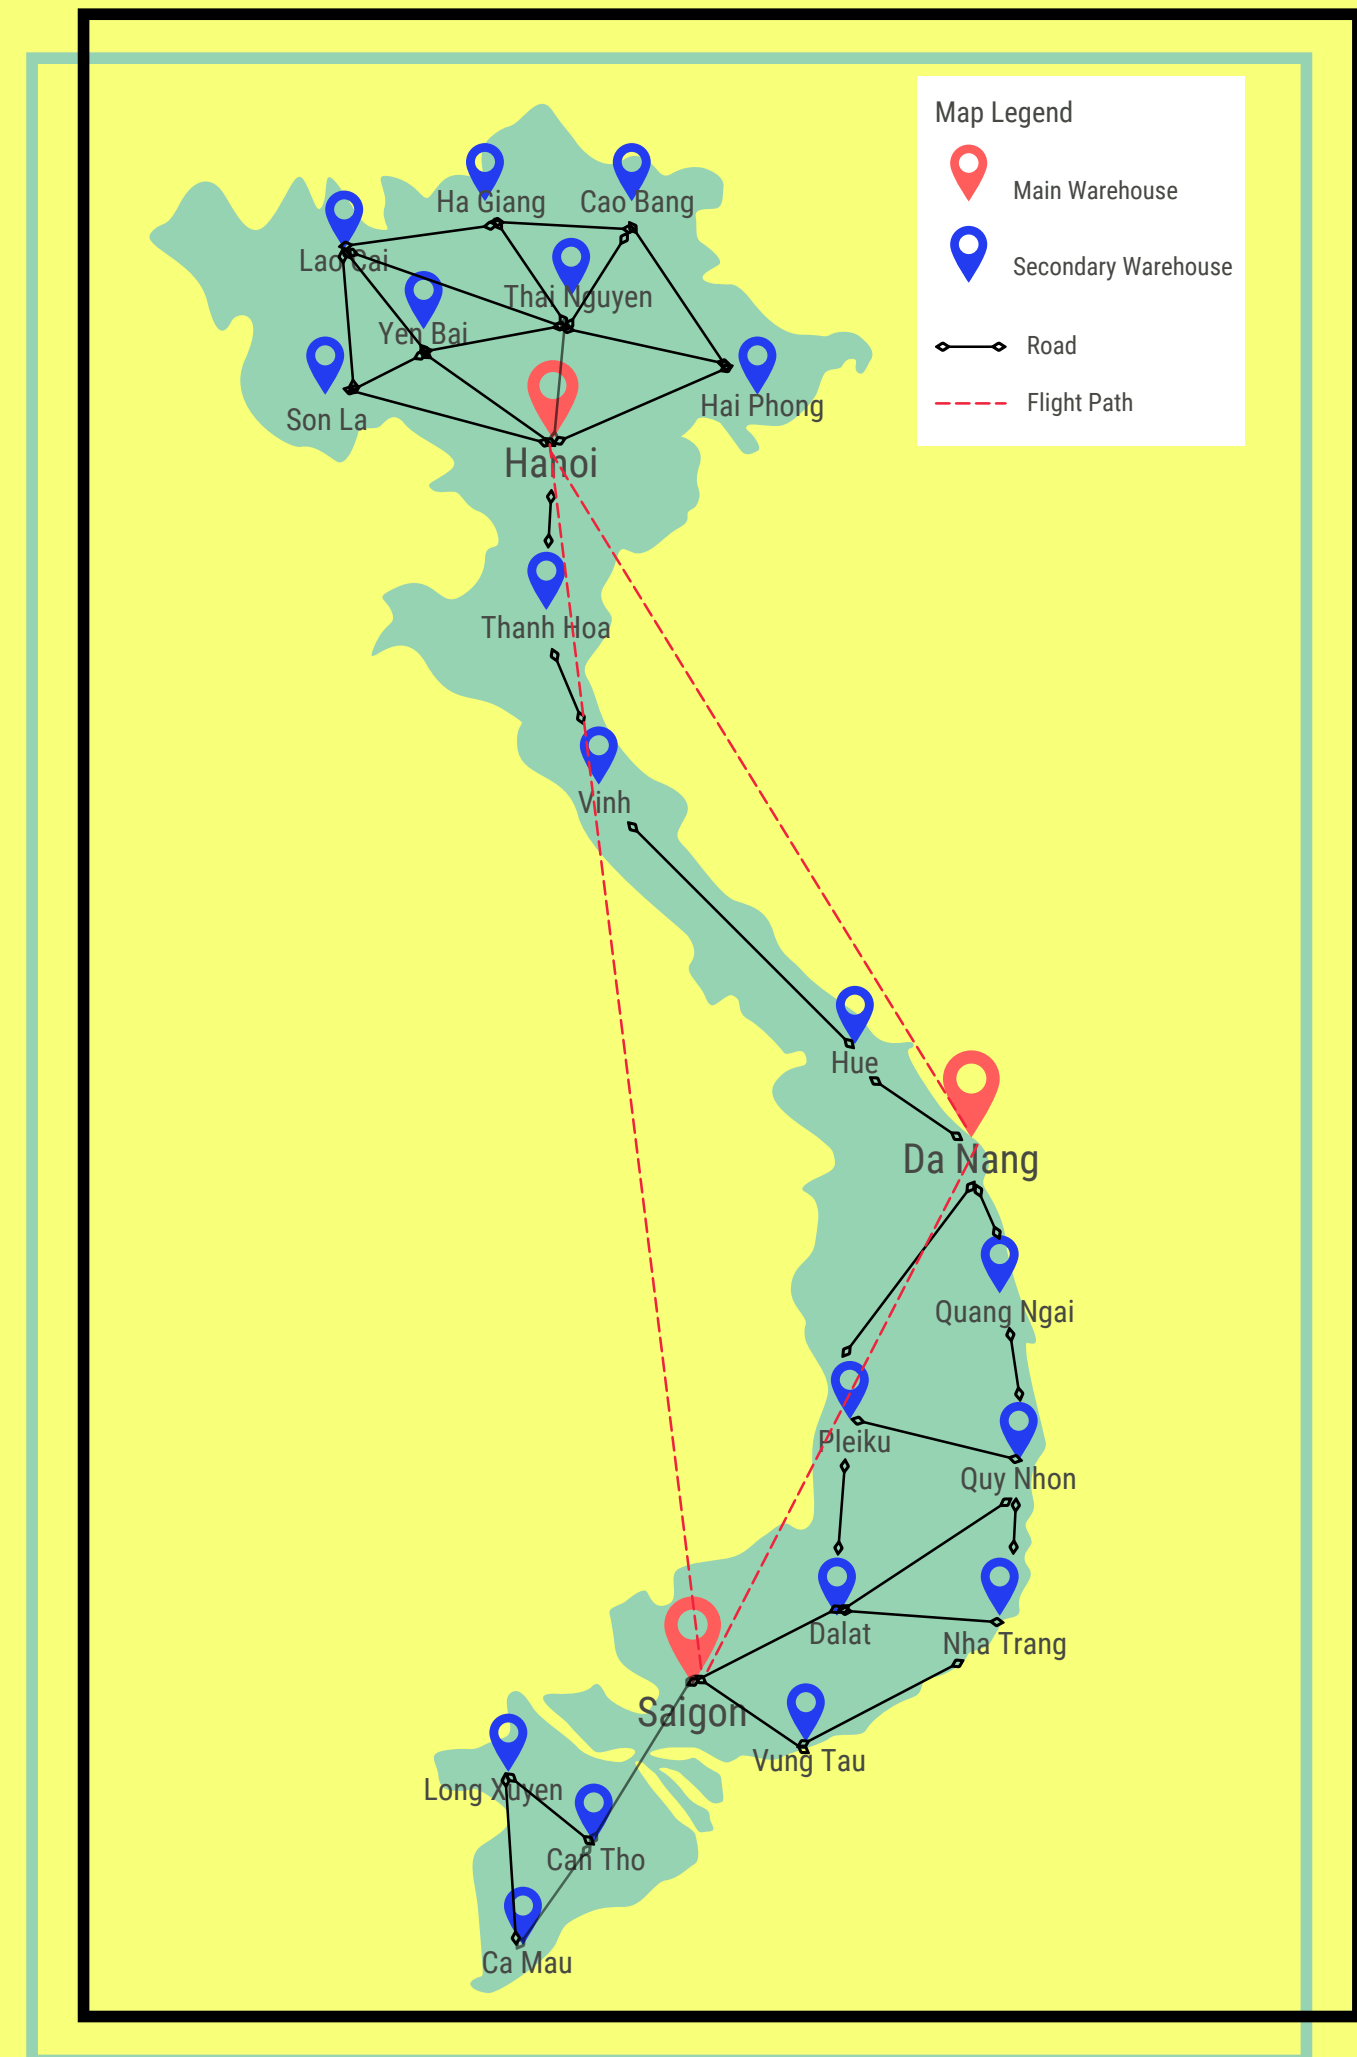 Map Legend
Main Warehouse
Secondary Warehouse
Road
Flight Path
Ha Giang
Cao Bang
Lao Cai
Thai Nguyen
Yen Bai
Hai Phong
Son La
Hanoi
Thanh Hoa
Vinh
Hue
Da Nang
Quang Ngai
Pleiku
Quy Nhon
Dalat
Nha Trang
Saigon
Vung Tau
Long Xuyen
Can Tho
Ca Mau